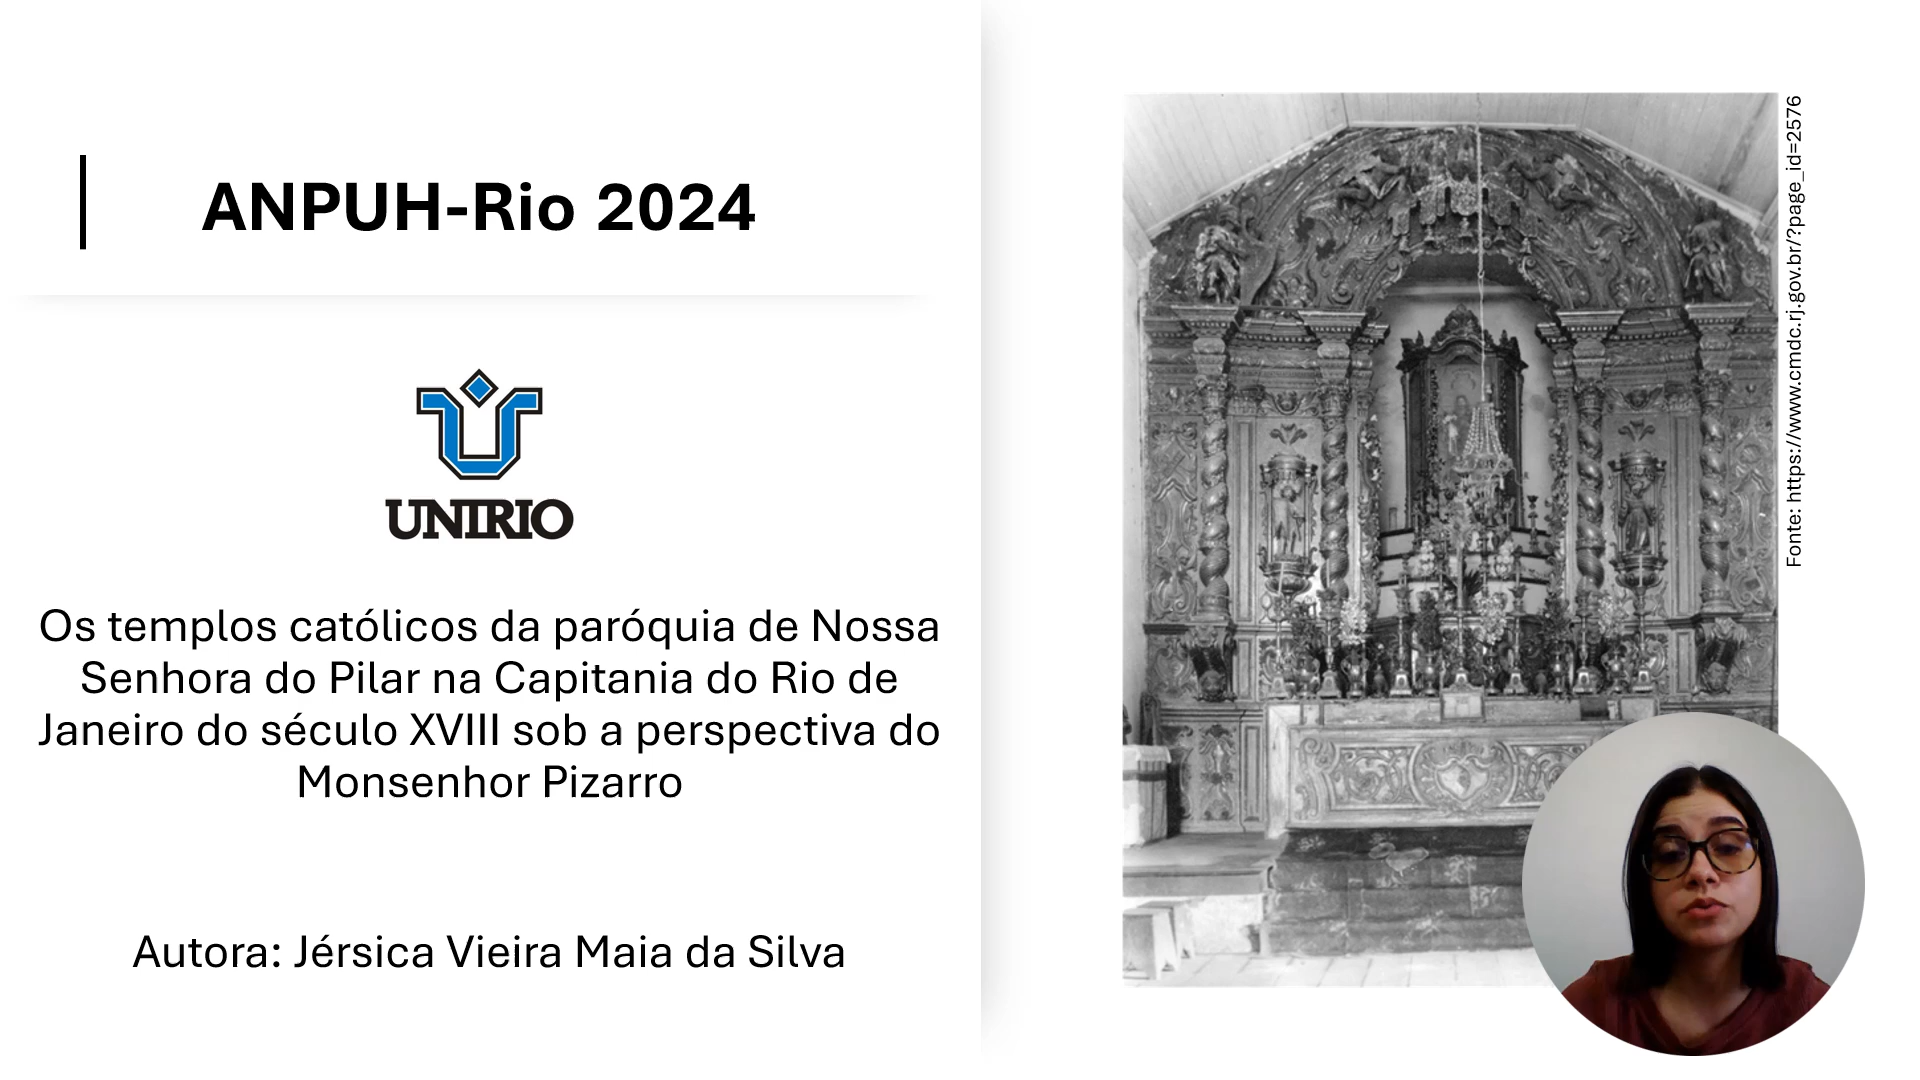 ANPUH-Rio 2024
UNIRIO
Os templos católicos da paróquia de Nossa
Senhora do Pilar na Capitania do Rio de
Janeiro do século XVIII sob a perspectiva do
Monsenhor Pizarro
Autora: Jérsica Vieira Maia da Silva
Fonte: https://www.cmdc.rj.gov.br/?page_id=2576